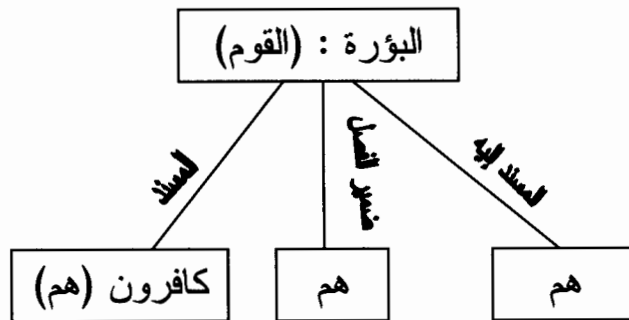 البؤرة : (القوم)
المسند إليه
ضمير الفصل
المسند
هم
هم
كافرون (هم)